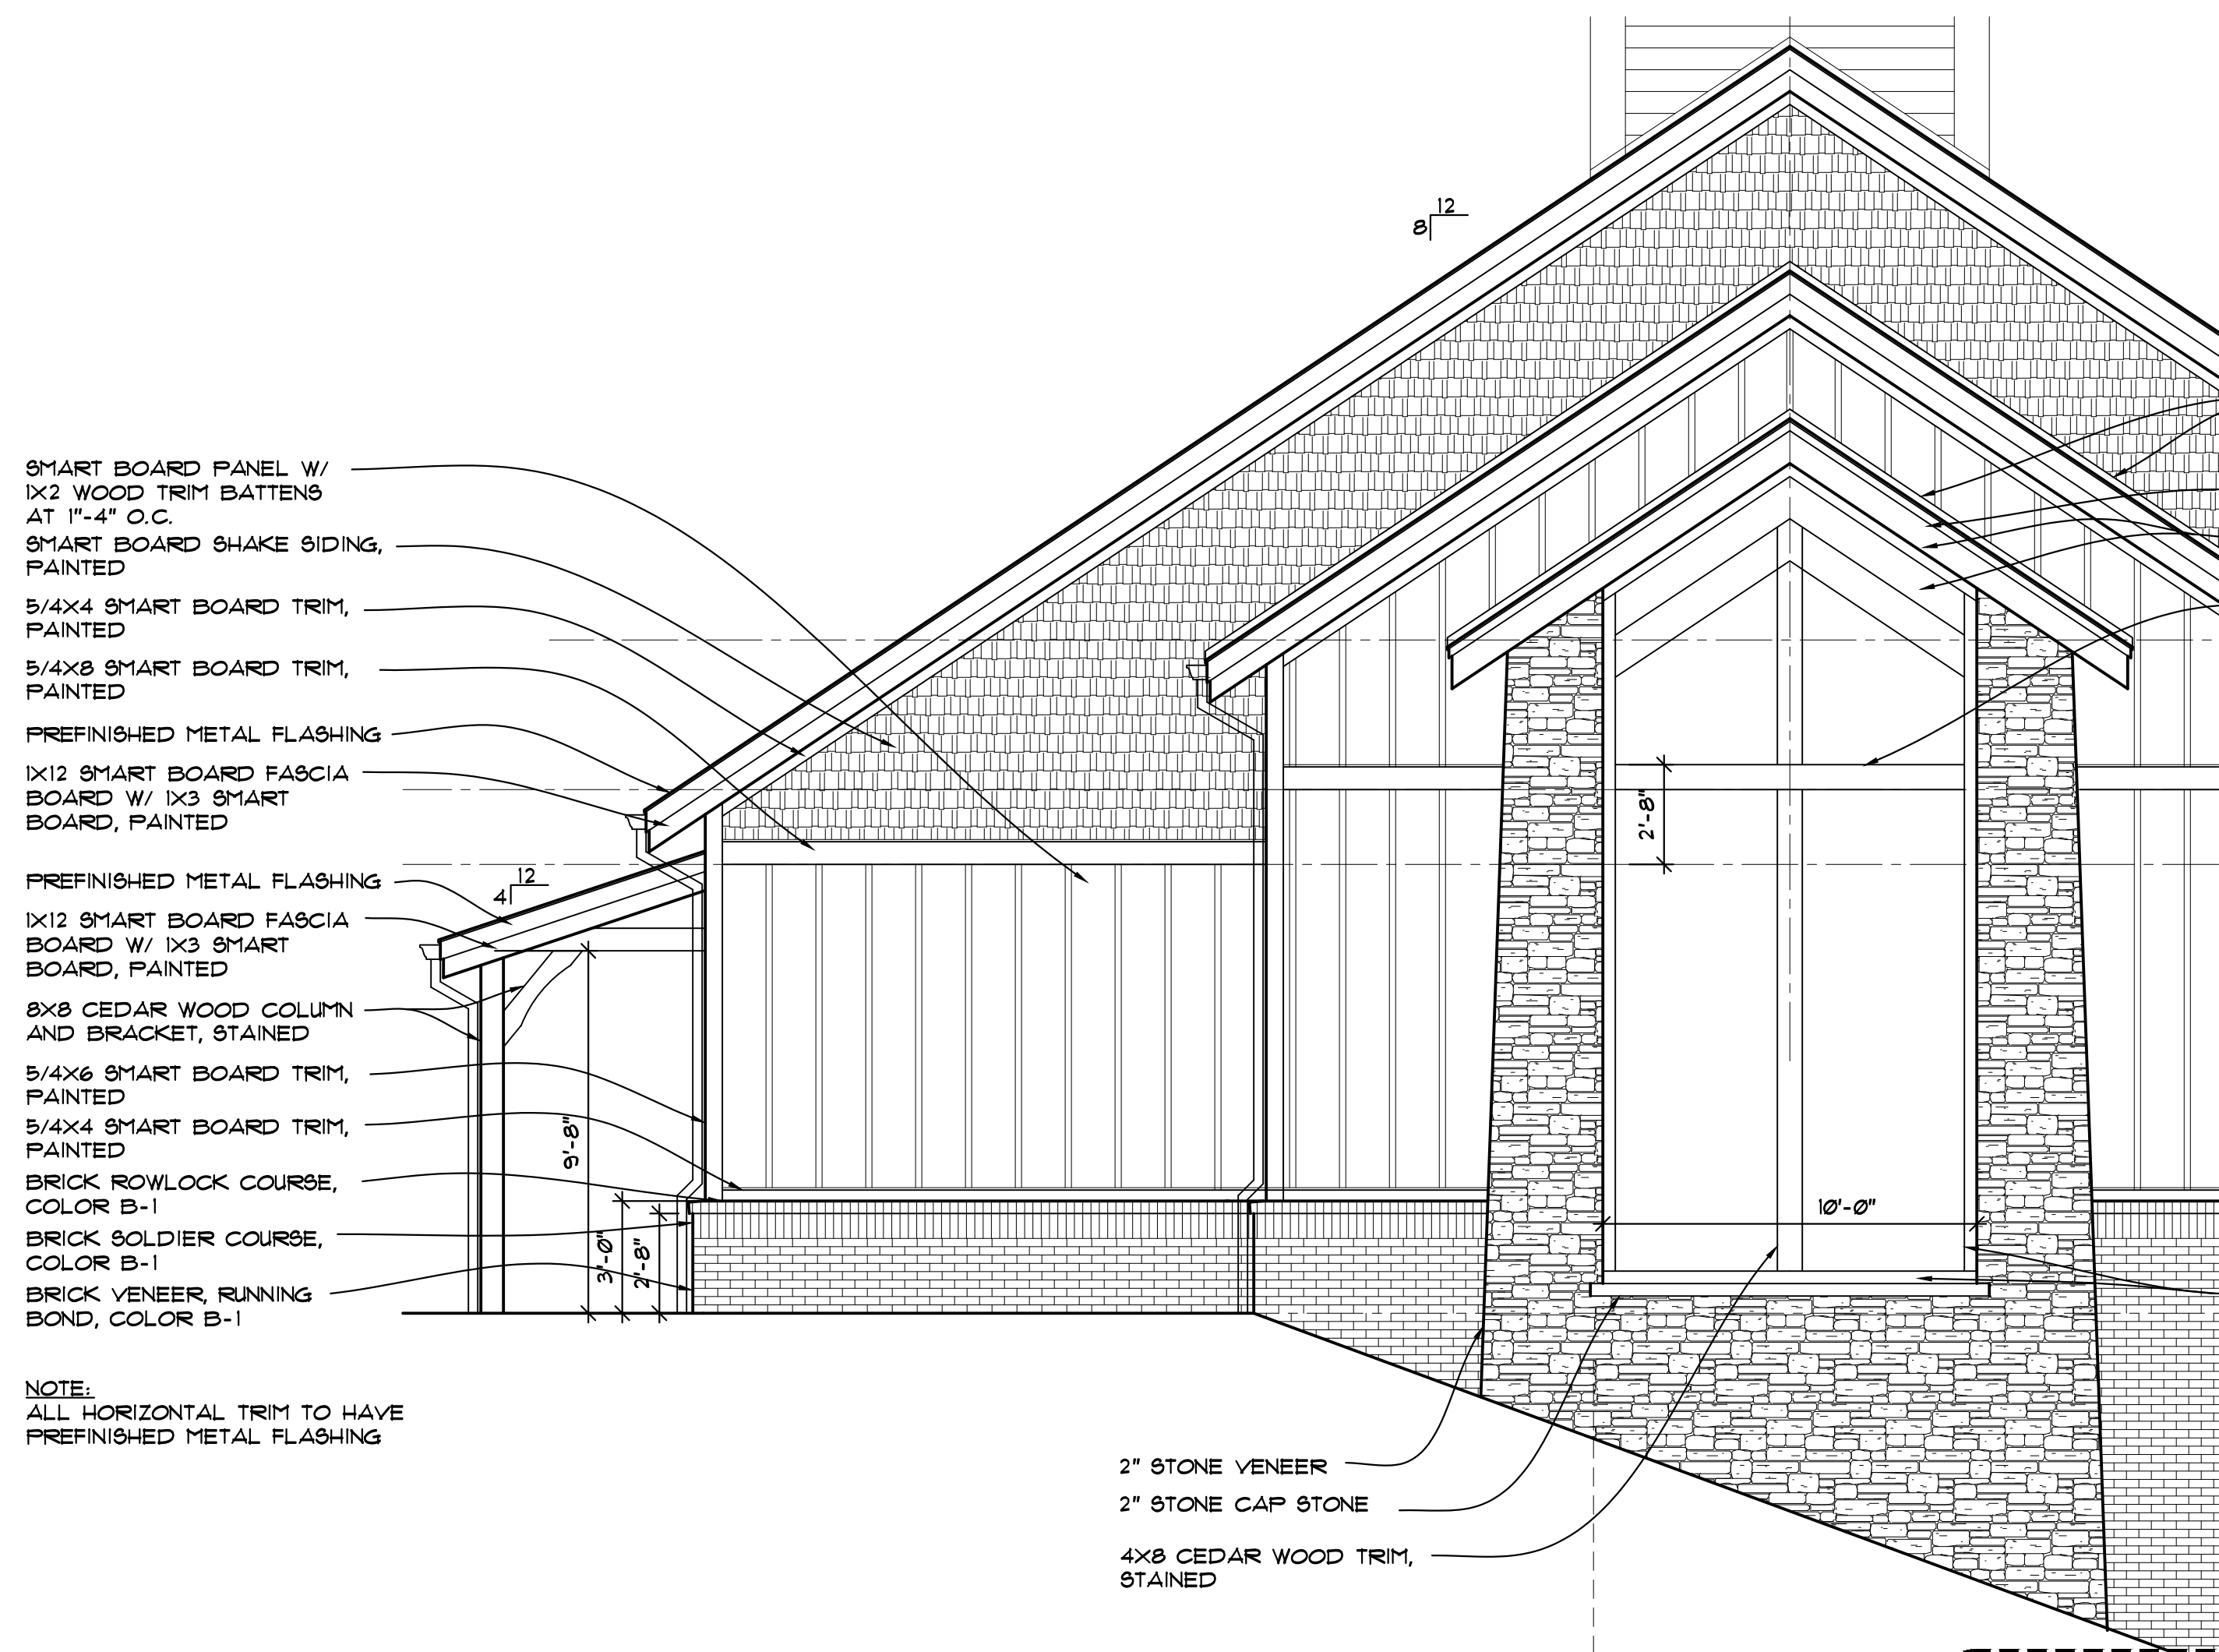 12
8
SMART BOARD PANEL W/
1X2 WOOD TRIM BATTENS
AT 1"-4" O.C.
SMART BOARD SHAKE SIDING,
PAINTED
5/4X4 SMART BOARD TRIM,
PAINTED
5/4X8 SMART BOARD TRIM,
PAINTED
PREFINISHED METAL FLASHING
1X12 SMART BOARD FASCIA
BOARD W/ 1X3 SMART
BOARD, PAINTED
2'-8"
PREFINISHED METAL FLASHING
12
4
1X12 SMART BOARD FASCIA
BOARD W/ 1X3 SMART
BOARD, PAINTED
8X8 CEDAR WOOD COLUMN
AND BRACKET, STAINED
5/4X6 SMART BOARD TRIM,
PAINTED
5/4X4 SMART BOARD TRIM,
PAINTED
9'-8"
BRICK ROWLOCK COURSE,
COLOR B-1
10'-0"
BRICK SOLDIER COURSE,
COLOR B-1
3'-0"
2'-8"
BRICK VENEER, RUNNING
BOND, COLOR B-1
NOTE:
ALL HORIZONTAL TRIM TO HAVE
PREFINISHED METAL FLASHING
2" STONE VENEER
2" STONE CAP STONE
4X8 CEDAR WOOD TRIM,
STAINED